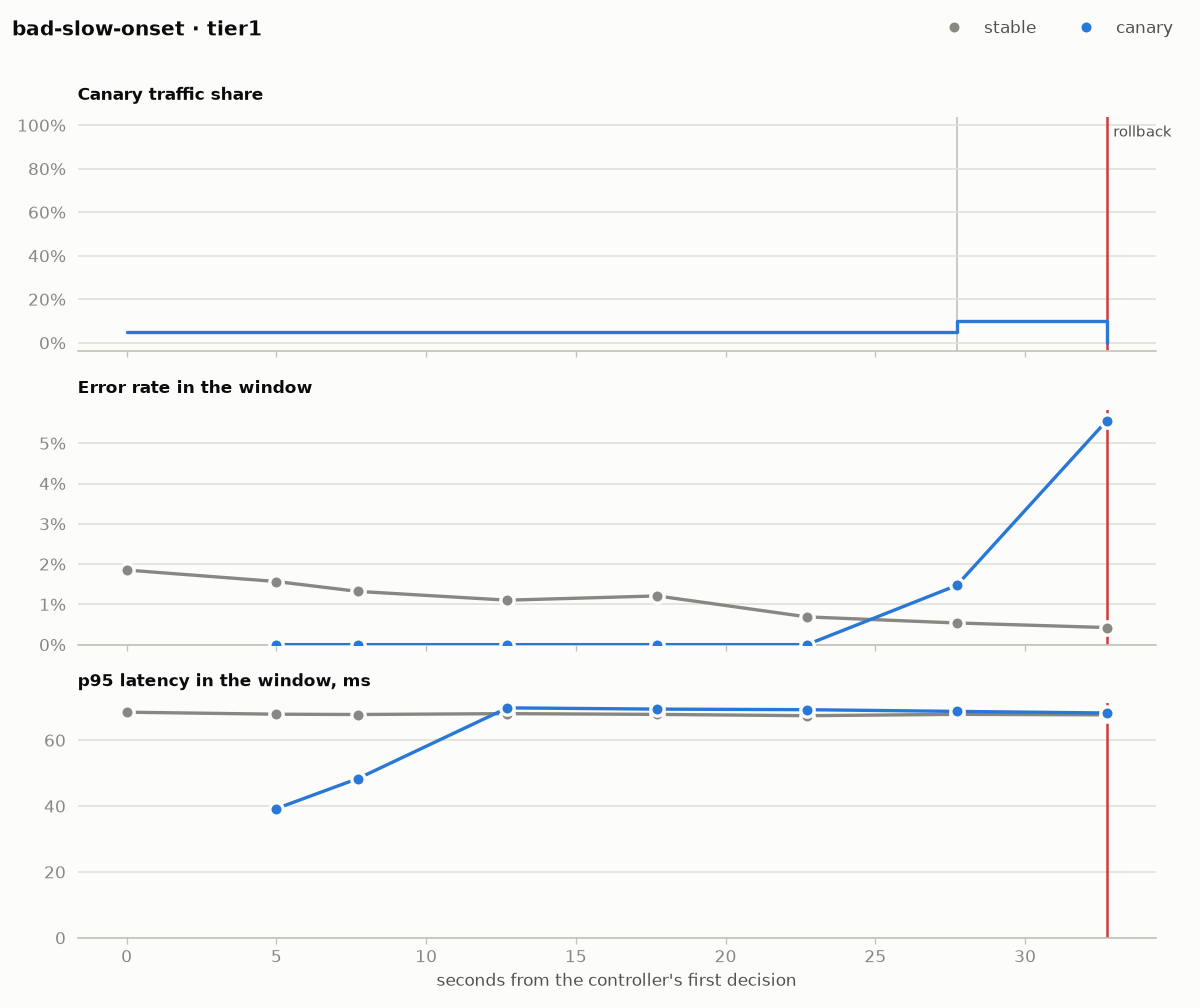 bad-slow-onset · tier1
stable
canary
Canary traffic share
100%
80%
60%
40%
20%
0%
rollback
Error rate in the window
5%
4%
3%
2%
1%
0%
p95 latency in the window, ms
60
40
20
0
0 5 10 15 20 25 30
seconds from the controller's first decision